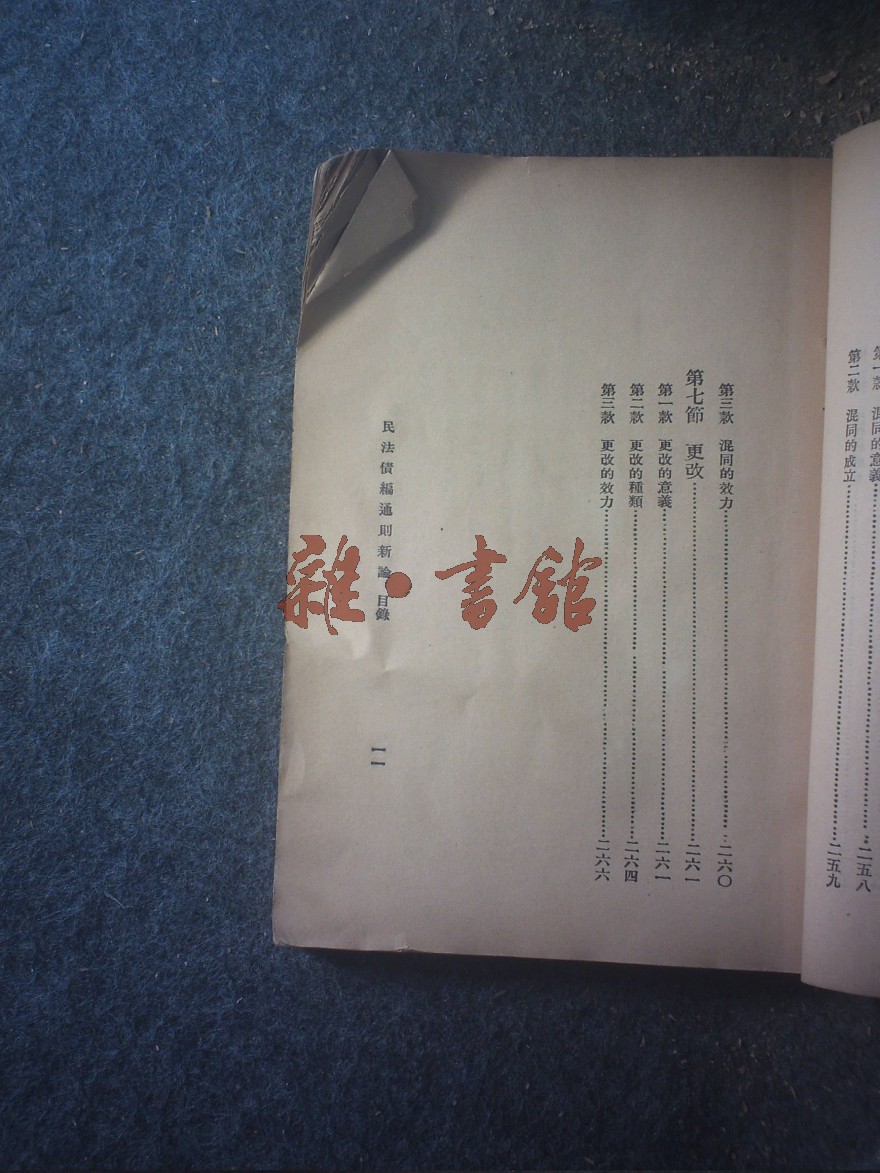 第一款 混同的意義……二五八
第二款 混同的成立……二五九
第三款 混同的效力……二六〇
第七節 更改……二六一
第一款 更改的意義……二六一
第二款 更改的種類……二六四
第三款 更改的效力……二六六
民法債編通則新論 目錄
一一
雜·書館